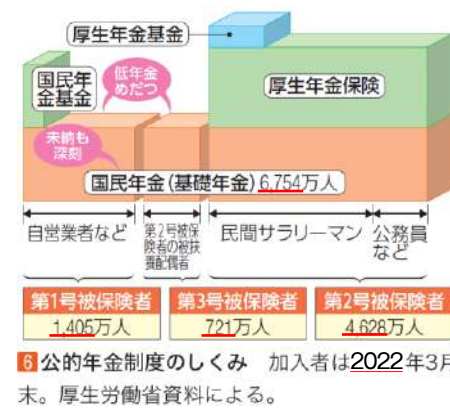 厚生年金基金
国民年
金基金
低年金
めだつ
厚生年金保険
未納も
深刻
国民年金(基礎年金)6,754万人
自営業者など
第2号被保
険者の被扶
養配偶者
民間サラリーマン
公務員
など
第1号被保険者
1,405万人
第3号被保険者
721万人
第2号被保険者
4,628万人
6 公的年金制度のしくみ 加入者は2022年3月
末。厚生労働省資料による。